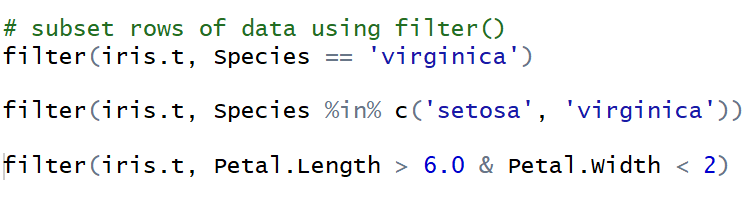 # subset rows of data using filter()
filter(iris.t, Species == 'virginica')
filter(iris.t, Species %in% c('setosa', 'virginica'))
filter(iris.t, Petal.Length > 6.0 & Petal.Width < 2)